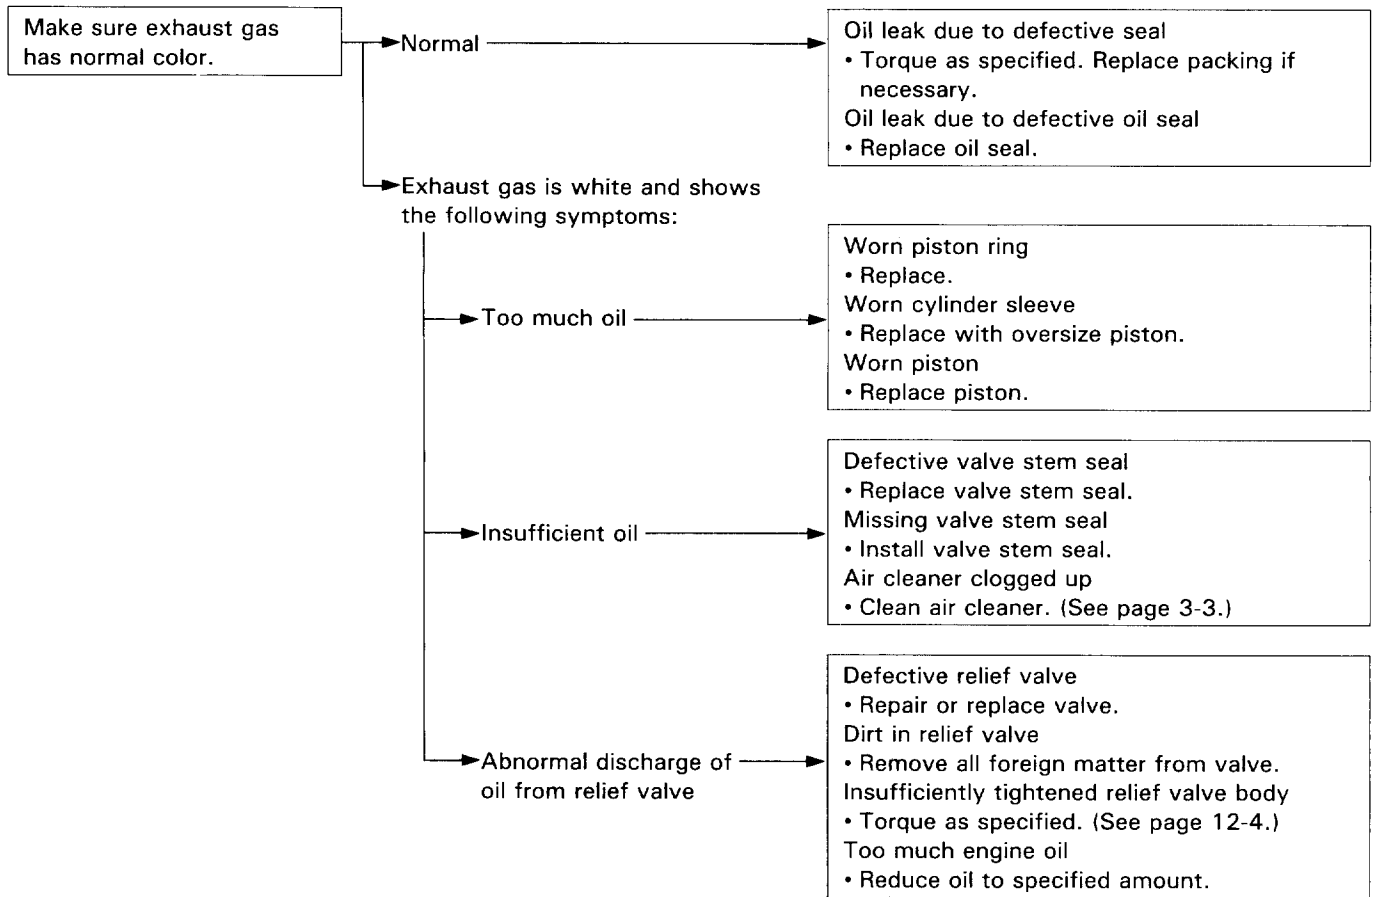 Make sure exhaust gas
has normal color.
Normal
Oil leak due to defective seal
• Torque as specified. Replace packing if
necessary.
Oil leak due to defective oil seal
• Replace oil seal.
Exhaust gas is white and shows
the following symptoms:
Too much oil
Worn piston ring
• Replace.
Worn cylinder sleeve
• Replace with oversize piston.
Worn piston
• Replace piston.
Insufficient oil
Defective valve stem seal
• Replace valve stem seal.
Missing valve stem seal
• Install valve stem seal.
Air cleaner clogged up
• Clean air cleaner. (See page 3-3.)
Abnormal discharge of
oil from relief valve
Defective relief valve
• Repair or replace valve.
Dirt in relief valve
• Remove all foreign matter from valve.
Insufficiently tightened relief valve body
• Torque as specified. (See page 12-4.)
Too much engine oil
• Reduce oil to specified amount.